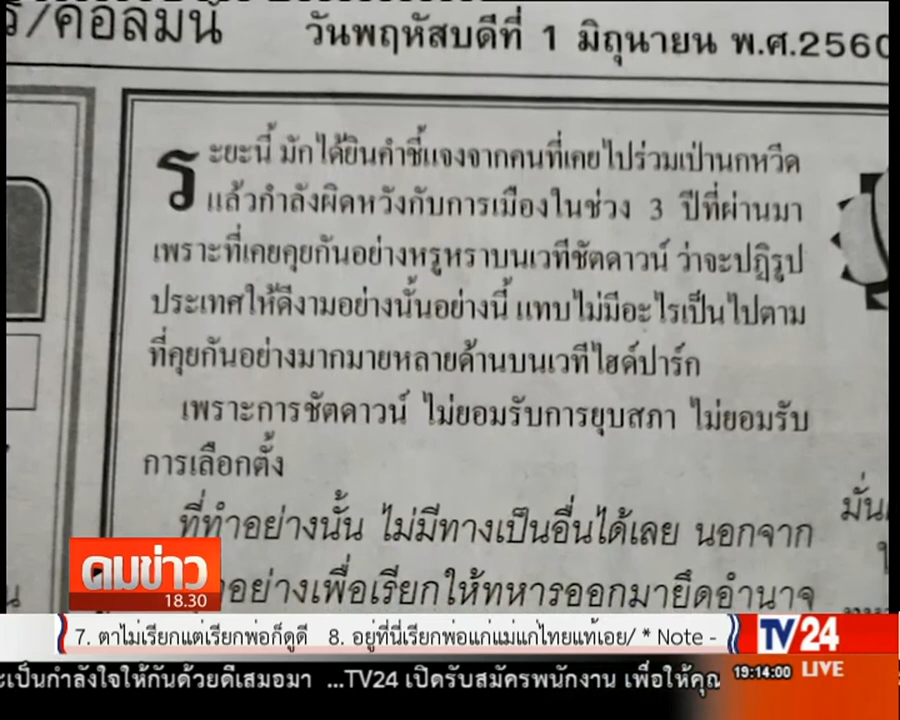 /คอลมน์
วันพฤหัสบดีที่ 1 มิถุนายน พ.ศ.2560
ระยะนี้ มักได้ยินคำชี้แจงจากคนที่เคยไปร่วมเป่านกหวีด
แล้วกำลังผิดหวังกับการเมืองในช่วง 3 ปีที่ผ่านมา
เพราะที่เคยคุยกันอย่างหรูหราบนเวทีชัตดาวน์ ว่าจะปฏิรูป
ประเทศให้ดีงามอย่างนั้นอย่างนี้ แทบไม่มีอะไรเป็นไปตาม
ที่คุยกันอย่างมากมายหลายด้านบนเวทีไฮด์ปาร์ก
เพราะการชัตดาวน์ ไม่ยอมรับการยุบสภา ไม่ยอมรับ
การเลือกตั้ง
ที่ทำอย่างนั้น ไม่มีทางเป็นอื่นได้เลย นอกจาก
มั่น
อย่างเพื่อเรียกให้ทหารออกมายึดอำนาจ
คมข่าว
18.30
7. ตาไม่เรียกแต่เรียกพ่อก็ดูดี 8. อยู่ที่นี่เรียกพ่อแก่แม่แกไทยแท้เอย/ * Note -
TV24
ะเป็นกำลังใจให้กันด้วยดีเสมอมา ...TV24 เปิดรับสมัครพนักงาน เพื่อให้คุณ
19:14:00 LIVE